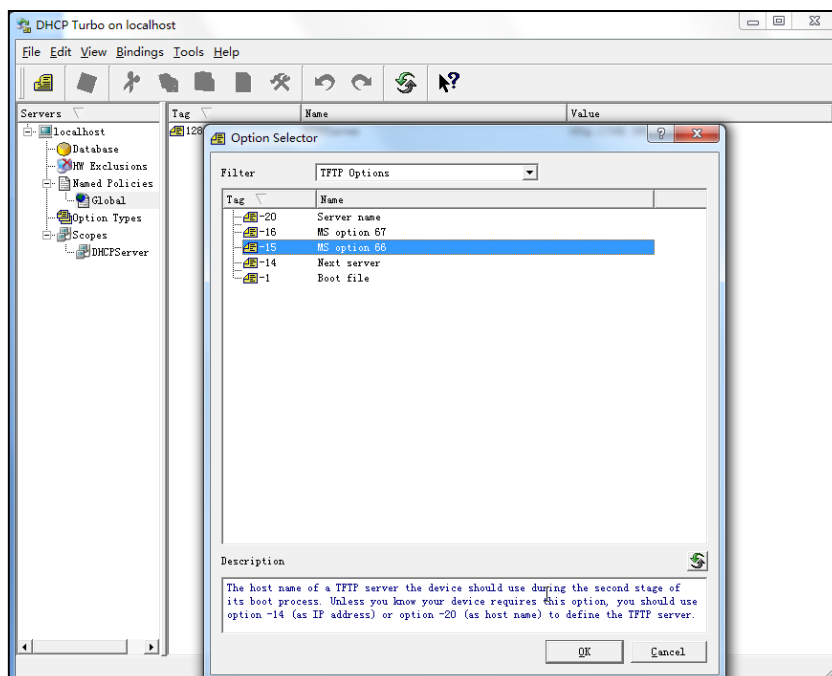 DHCP Turbo on localhost
File Edit View Bindings Tools Help
Servers Tag Name Value
localhost
128
Database
HW Exclusions
Named Policies
Global
Option Types
Scopes
DHCPServer
Option Selector
Filter TFTP Options
Tag Name
-20 Server name
-16 MS option 67
-15 MS option 66
-14 Next server
-1 Boot file
Description
The host name of a TFTP server the device should use during the second stage of
its boot process. Unless you know your device requires this option, you should use
option -14 (as IP address) or option -20 (as host name) to define the TFTP server.
OK Cancel